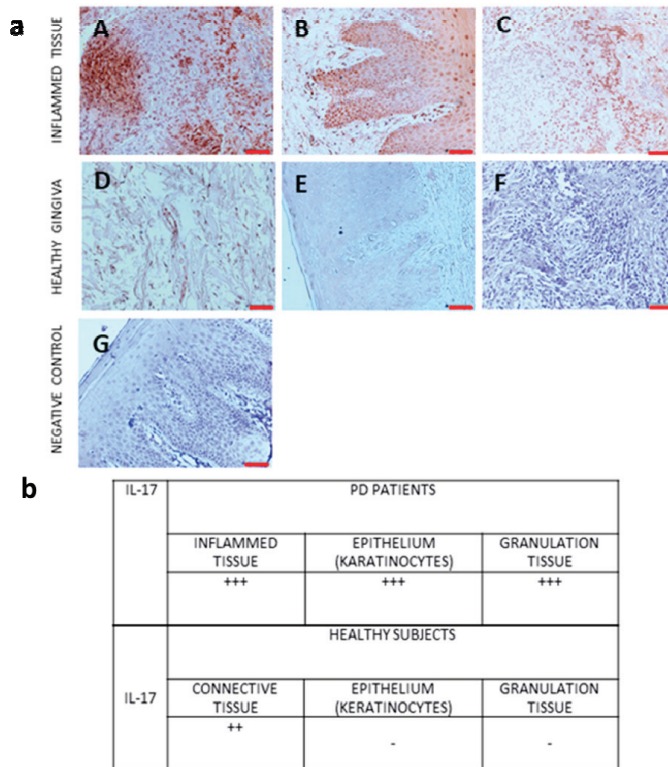 a
INFLAMMED TISSUE
A
B
C
HEALTHY GINGIVA
D
E
F
NEGATIVE CONTROL
G
b
IL-17
PD PATIENTS
INFLAMMED
TISSUE
EPITHELIUM
(KARATINOCYTES)
GRANULATION
TISSUE
+++
+++
+++
IL-17
HEALTHY SUBJECTS
CONNECTIVE
TISSUE
EPITHELIUM
(KERATINOCYTES)
GRANULATION
TISSUE
++
-
-